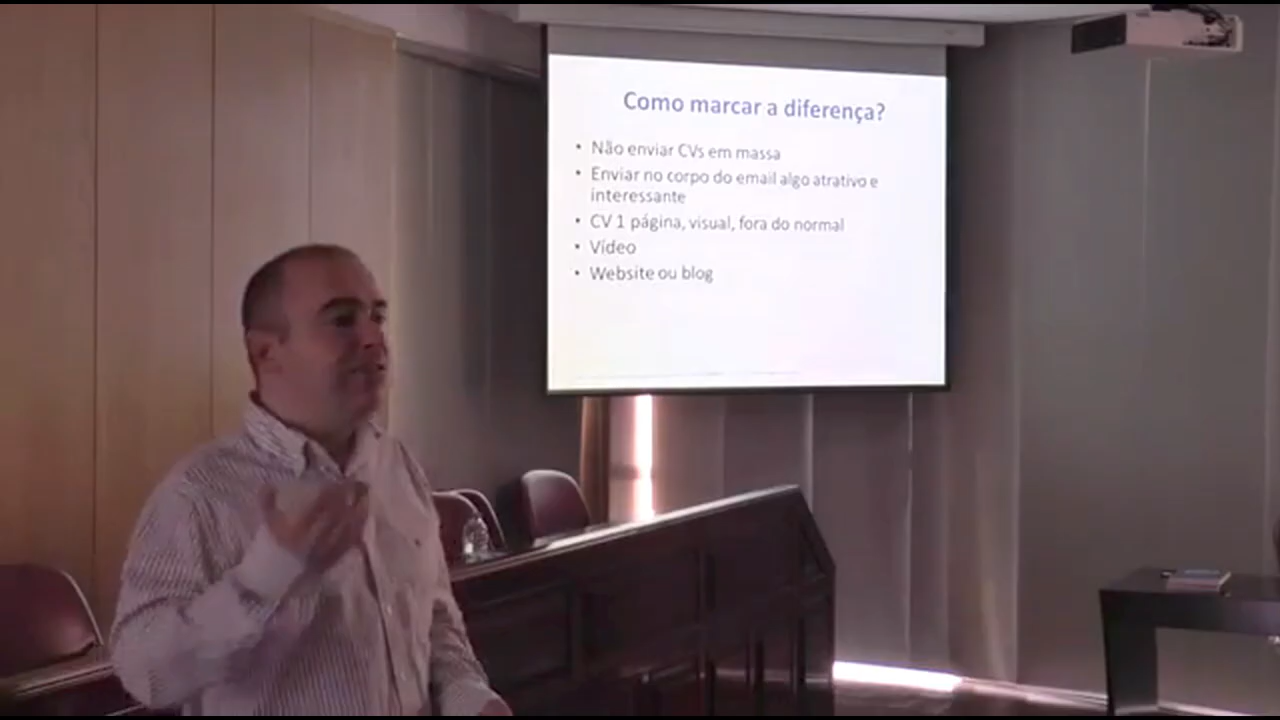 Como marcar a diferença?
• Não enviar CVs em massa
• Enviar no corpo do email algo atrativo e
interessante
• CV 1 página, visual, fora do normal
• Vídeo
• Website ou blog